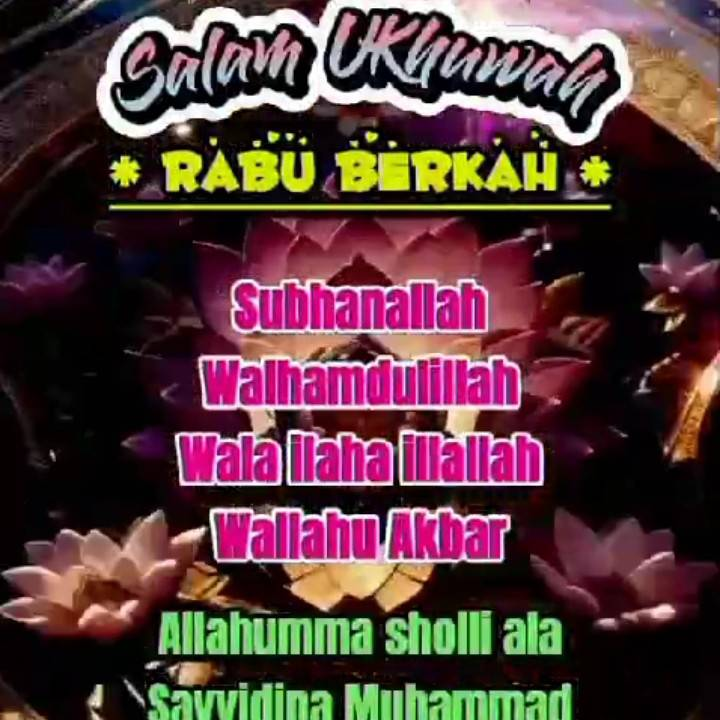 Salam UKhuwah
* RABU BERKAH *
Subhanallah
Walhamdulillah
Wala ilaha illallah
Wallahu Akbar
Allahumma sholli ala
Sayyidina Muhammad